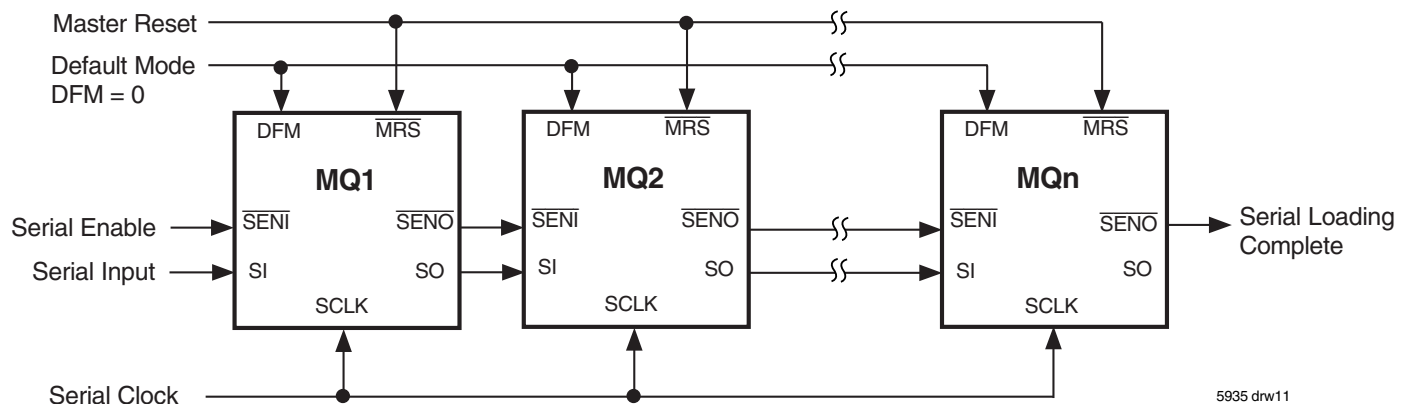 Master Reset
Default Mode
DFM = 0
DFM
MRS
DFM
MRS
DFM
MRS
MQ1
MQ2
MQn
Serial Enable
SENI
SENO
SENI
SENO
SENI
SENO
Serial Loading
Complete
Serial Input
SI
SO
SI
SO
SI
SO
SCLK
SCLK
SCLK
Serial Clock
5935 drw11